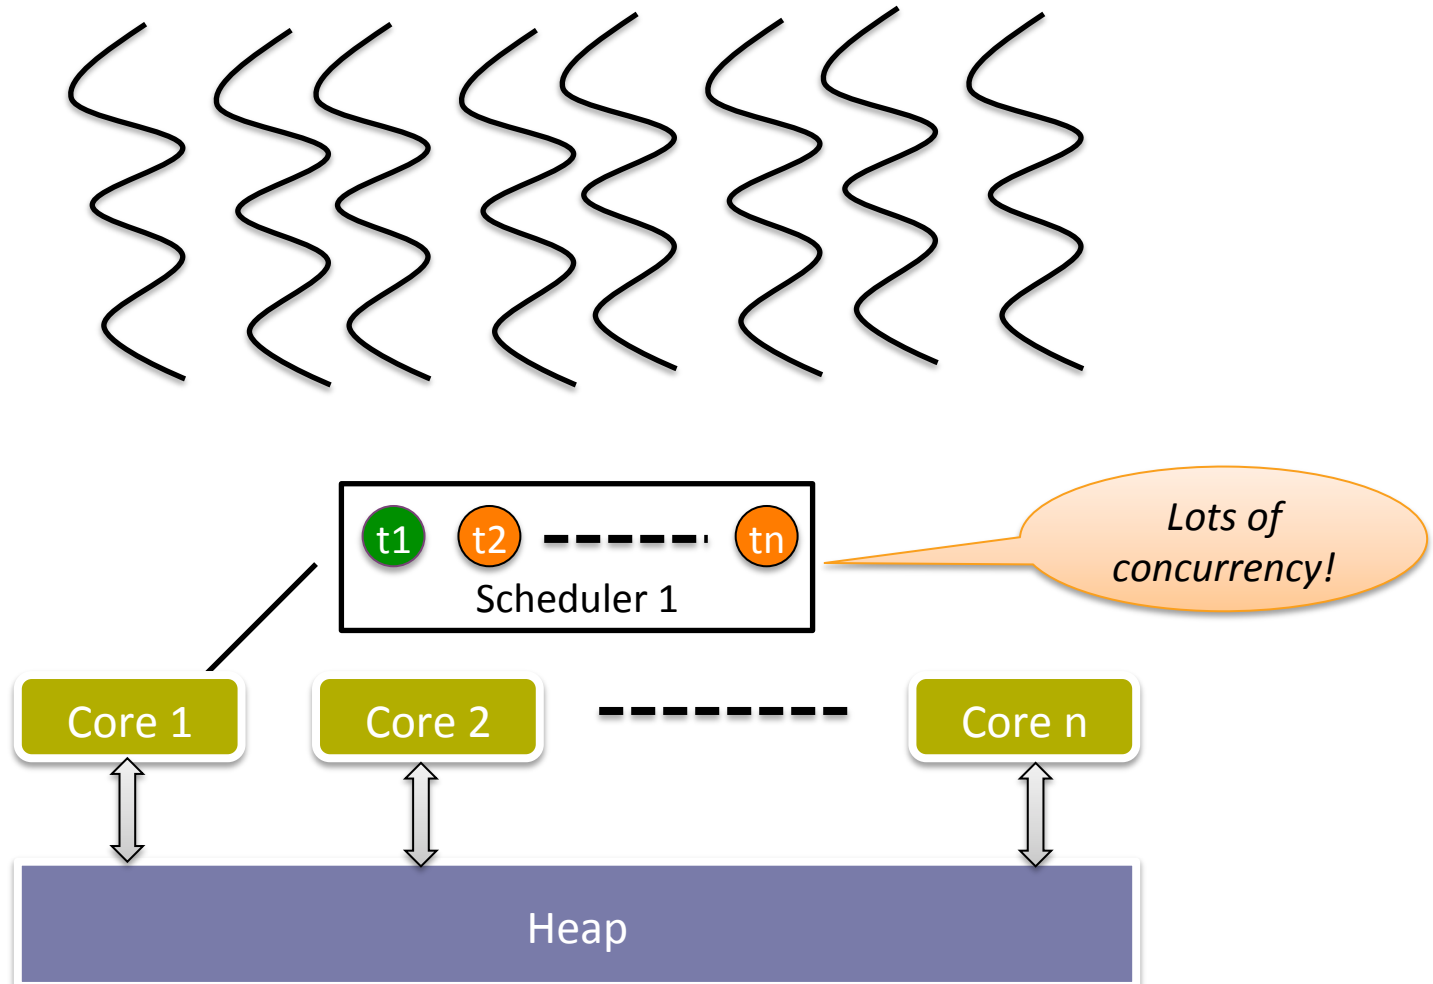 t1 t2 tn
Scheduler 1
Lots of
concurrency!
Core 1 Core 2 Core n
Heap